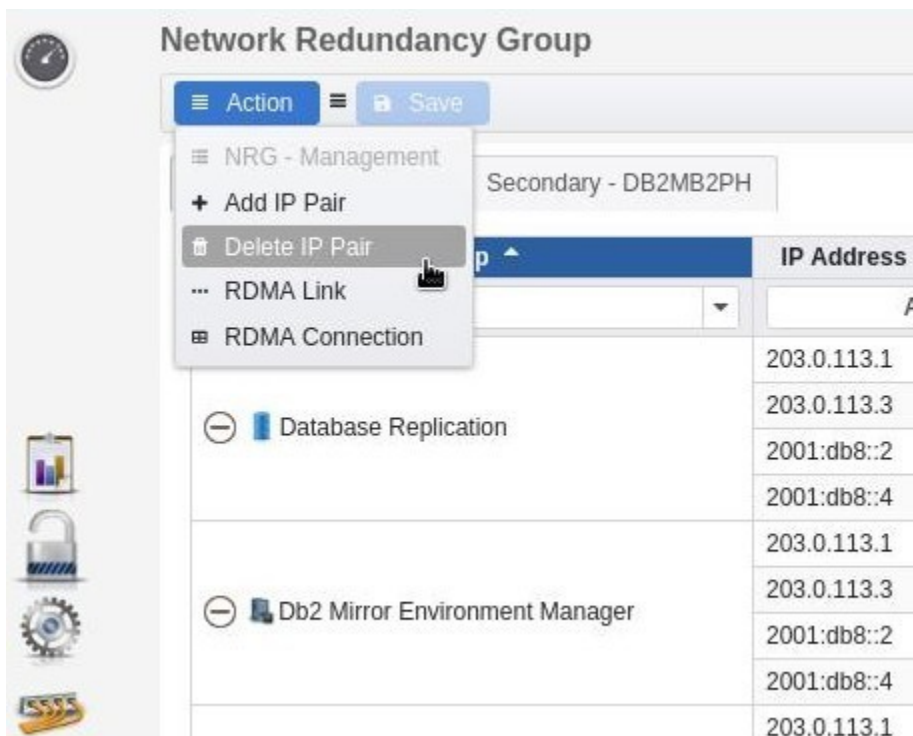 Network Redundancy Group
Action Save
NRG - Management
Secondary - DB2MB2PH
Add IP Pair
Delete IP Pair
p IP Address
RDMA Link
RDMA Connection
203.0.113.1
203.0.113.3
Database Replication
2001:db8::2
2001:db8::4
203.0.113.1
203.0.113.3
Db2 Mirror Environment Manager
2001:db8::2
2001:db8::4
203.0.113.1